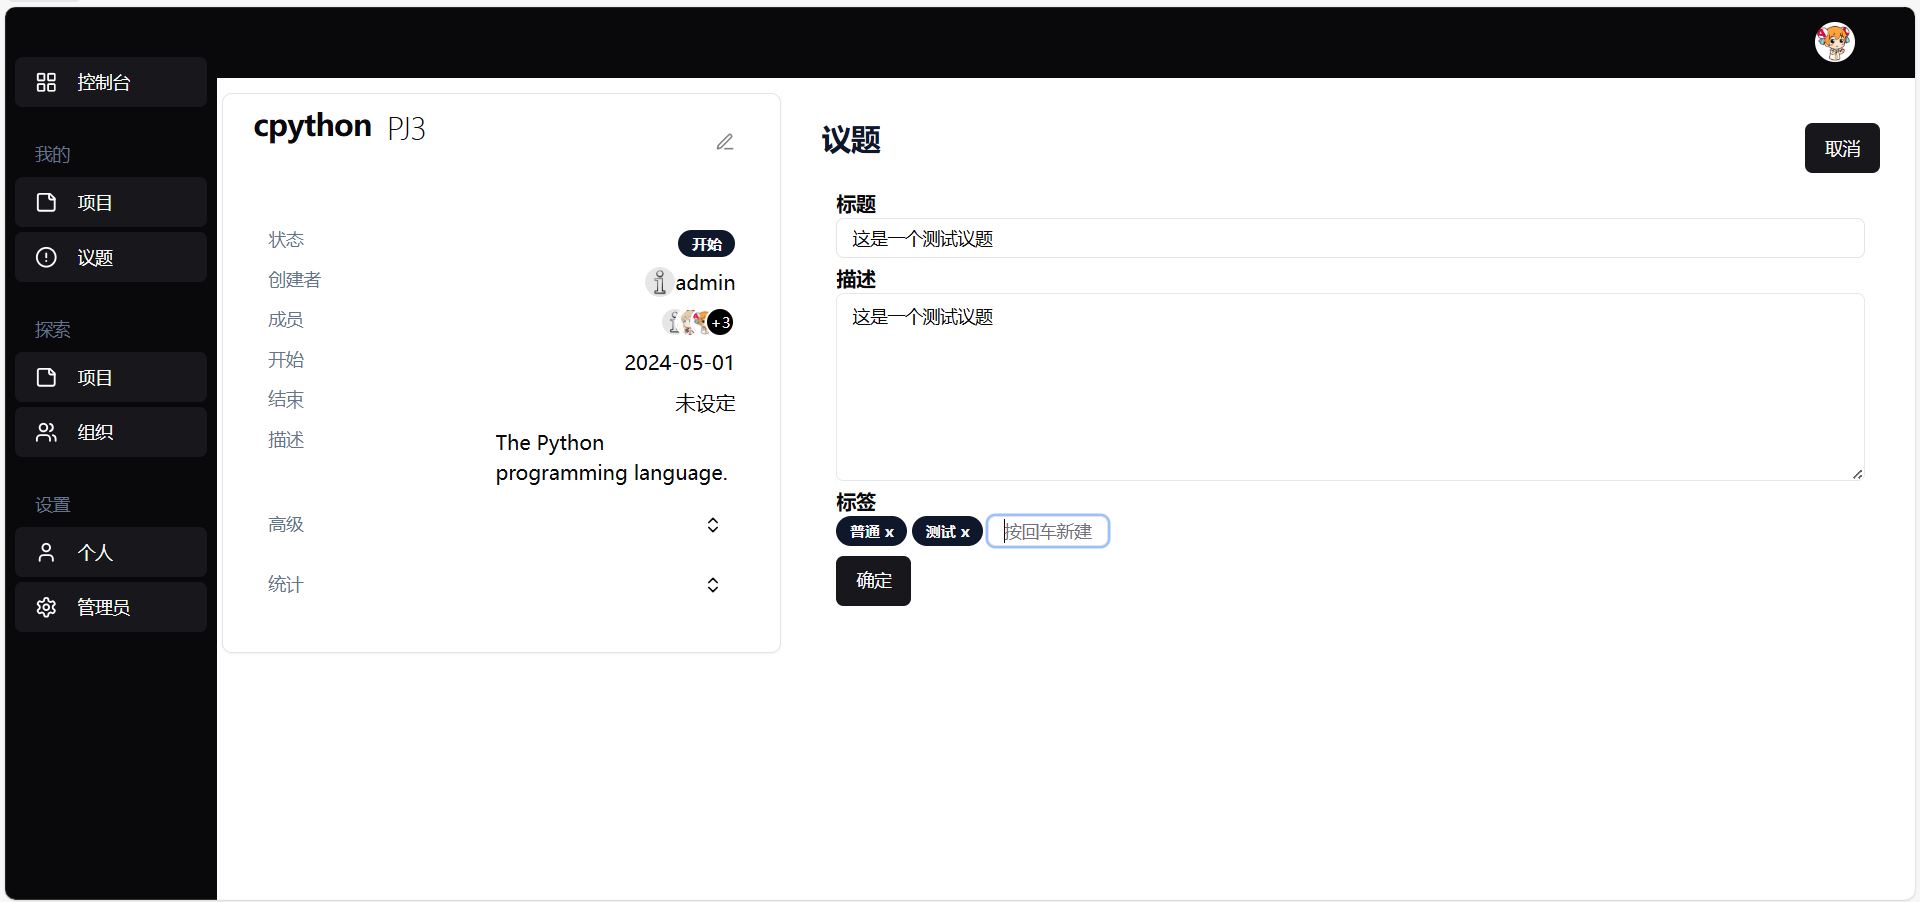 控制台
我的
项目
议题
探索
项目
组织
设置
个人
管理员
cpython PJ3
状态 开始
创建者 admin
成员 +3
开始 2024-05-01
结束 未设定
描述 The Python
programming language.
高级
统计
议题
取消
标题
这是一个测试议题
描述
这是一个测试议题
标签
普通 x 测试 x 按回车新建
确定